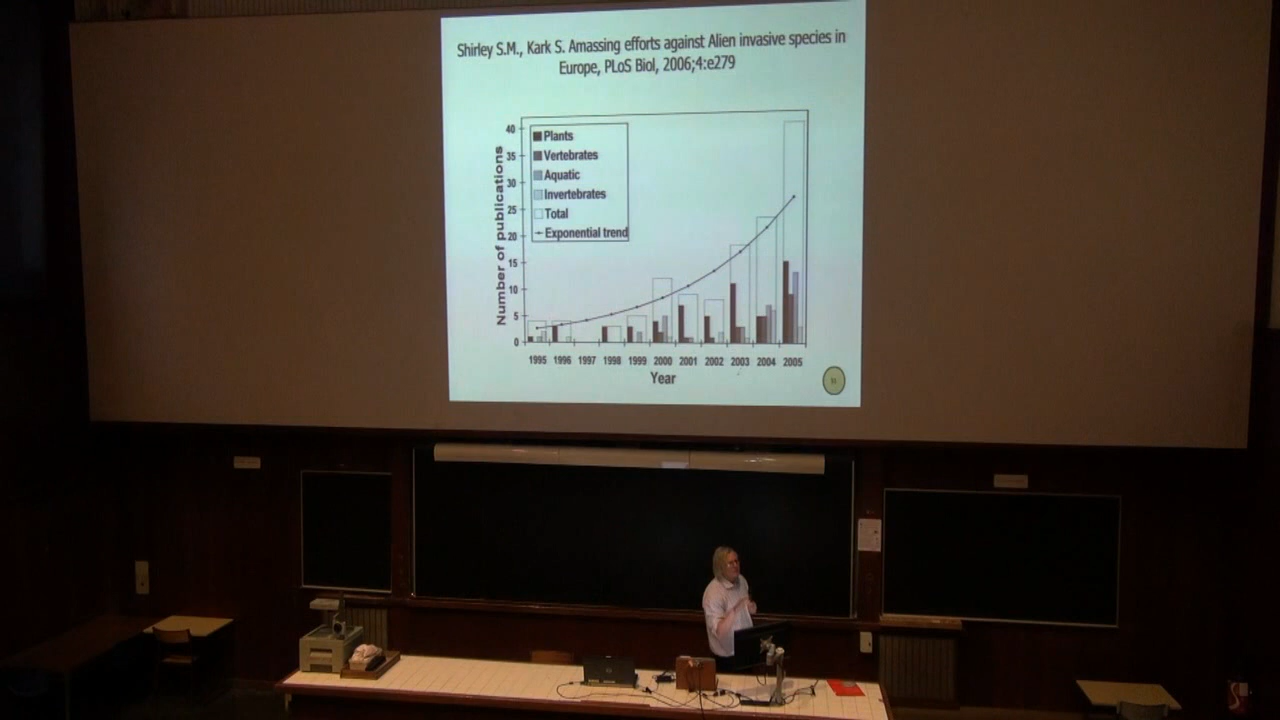 Shirley S.M., Kark S. Amassing efforts against Alien invasive species in
Europe, PLoS Biol, 2006;4:e279
Number of publications
40
35
30
25
20
15
10
5
0
Plants
Vertebrates
Aquatic
Invertebrates
Total
Exponential trend
1995 1996 1997 1998 1999 2000 2001 2002 2003 2004 2005
Year